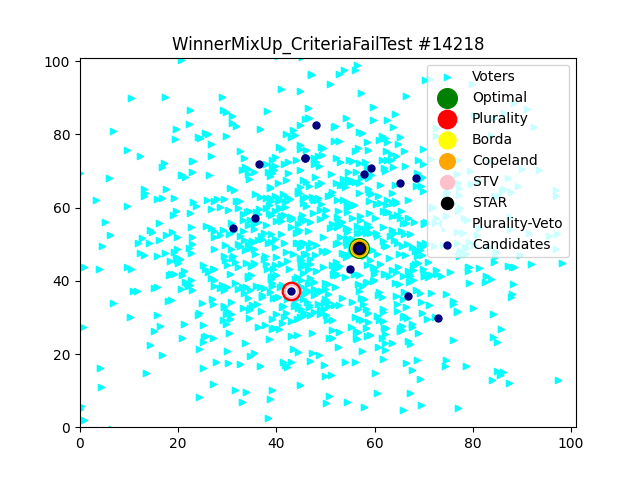 WinnerMixUp_CriteriaFailTest #14218
Voters
Optimal
Plurality
Borda
Copeland
STV
STAR
Plurality-Veto
Candidates
100
80
60
40
20
0
0
20
40
60
80
100